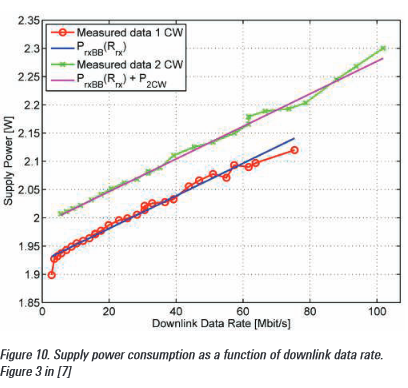 2.35
2.3
2.25
2.2
2.15
2.1
2.05
2
1.95
1.9
1.85
Supply Power [W]
Measured data 1 CW
PrxBB(Rrx)
Measured data 2 CW
PrxBB(Rrx) + P2CW
0 20 40 60 80 100
Downlink Data Rate [Mbit/s]
Figure 10. Supply power consumption as a function of downlink data rate.
Figure 3 in [7]